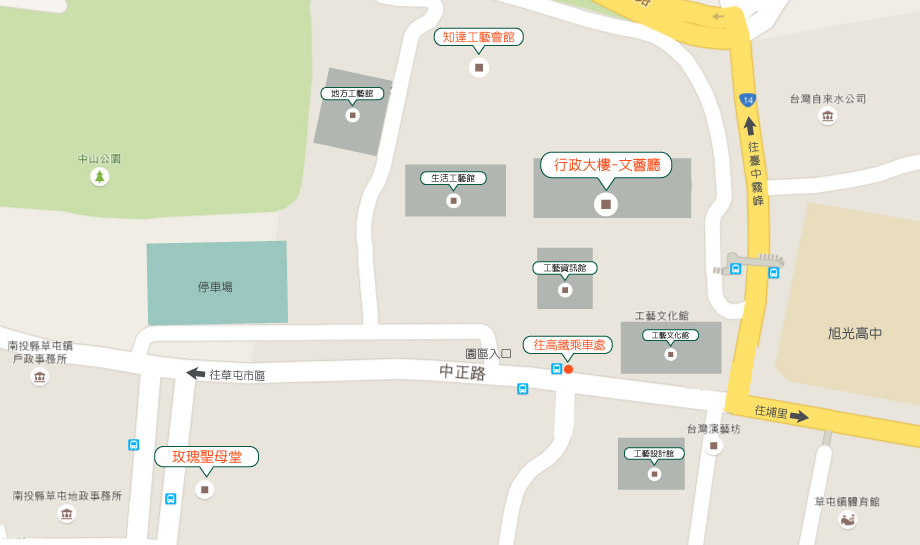 路
知達工藝會館
地方工藝館
14
台灣自來水公司
中山公園
生活工藝館
行政大樓-文薈廳
往臺中霧峰
工藝資訊館
停車場
工藝文化館
工藝文化館
旭光高中
南投縣草屯鎮
戶政事務所
園區入口
往高鐵乘車處
往草屯市區
中正路
往埔里
台灣演藝坊
玫瑰聖母堂
工藝設計館
南投縣草屯地政事務所
草屯鎮體育館